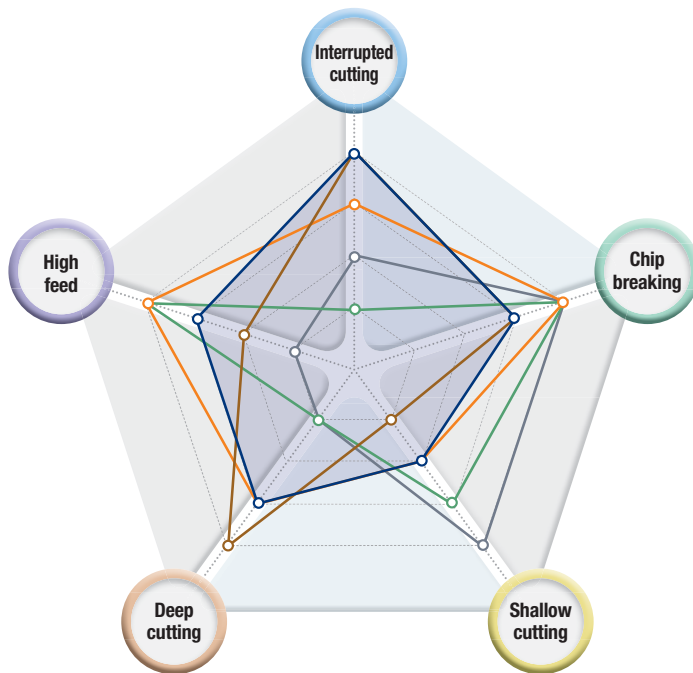 Interrupted
cutting
High
feed
Chip
breaking
Deep
cutting
Shallow
cutting